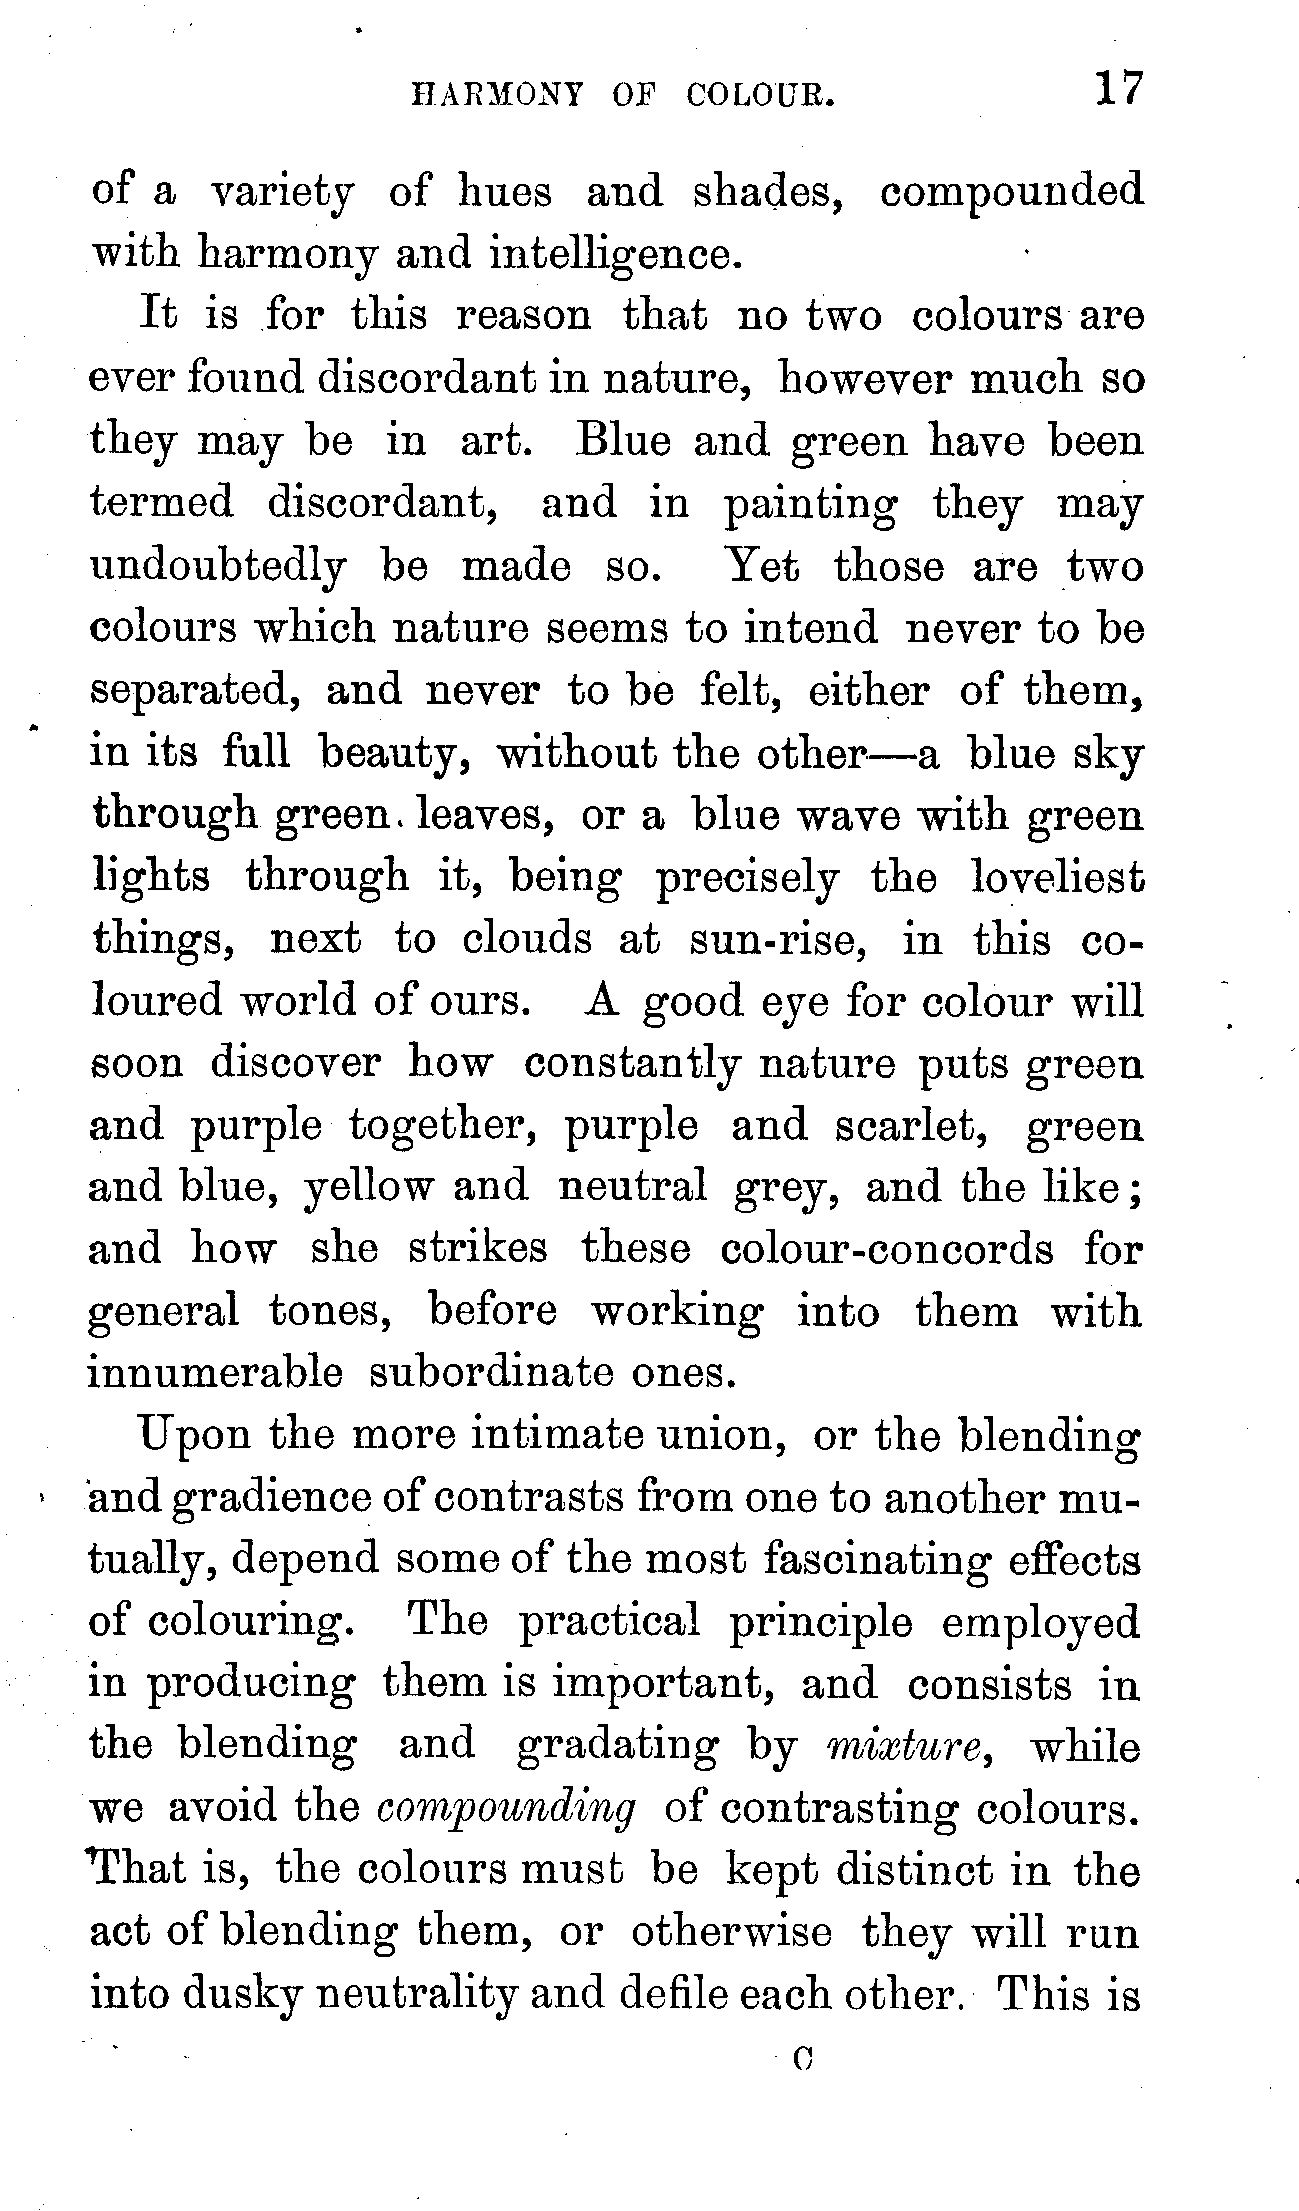 HARMONY OF COLOUR. 17
of a variety of hues and shades, compounded
with harmony and intelligence.
It is for this reason that no two colours are
ever found discordant in nature, however much so
they may be in art. Blue and green have been
termed discordant, and in painting they may
undoubtedly be made so. Yet those are two
colours which nature seems to intend never to be
separated, and never to be felt, either of them,
in its full beauty, without the other—a blue sky
through green leaves, or a blue wave with green
lights through it, being precisely the loveliest
things, next to clouds at sun-rise, in this co-
loured world of ours. A good eye for colour will
soon discover how constantly nature puts green
and purple together, purple and scarlet, green
and blue, yellow and neutral grey, and the like;
and how she strikes these colour-concords for
general tones, before working into them with
innumerable subordinate ones.
Upon the more intimate union, or the blending
and gradience of contrasts from one to another mu-
tually, depend some of the most fascinating effects
of colouring. The practical principle employed
in producing them is important, and consists in
the blending and gradating by mixture, while
we avoid the compounding of contrasting colours.
That is, the colours must be kept distinct in the
act of blending them, or otherwise they will run
into dusky neutrality and defile each other. This is
C